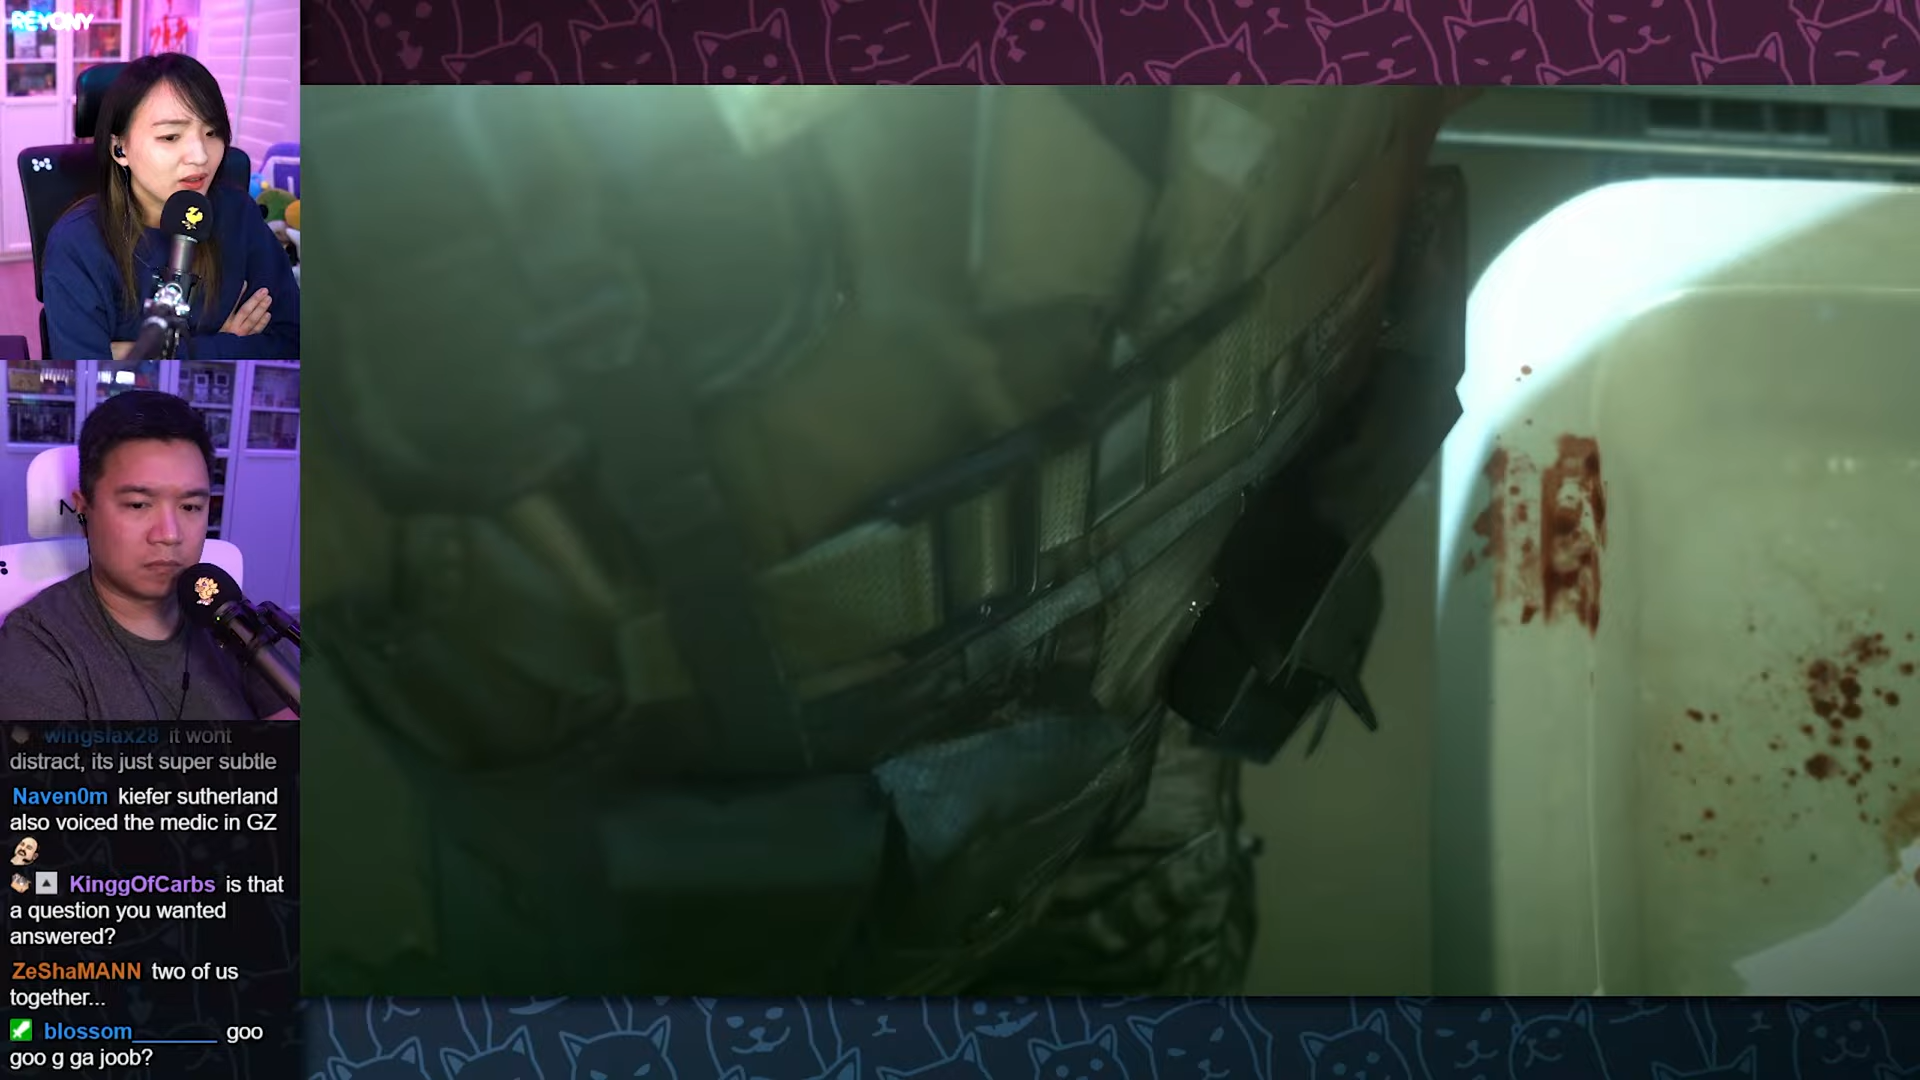 REYONY
wingslax28 it wont
distract, its just super subtle
Naven0m kiefer sutherland
also voiced the medic in GZ
KinggOfCarbs is that
a question you wanted
answered?
ZeShaMANN two of us
together...
blossom_______ goo
goo g ga joob?